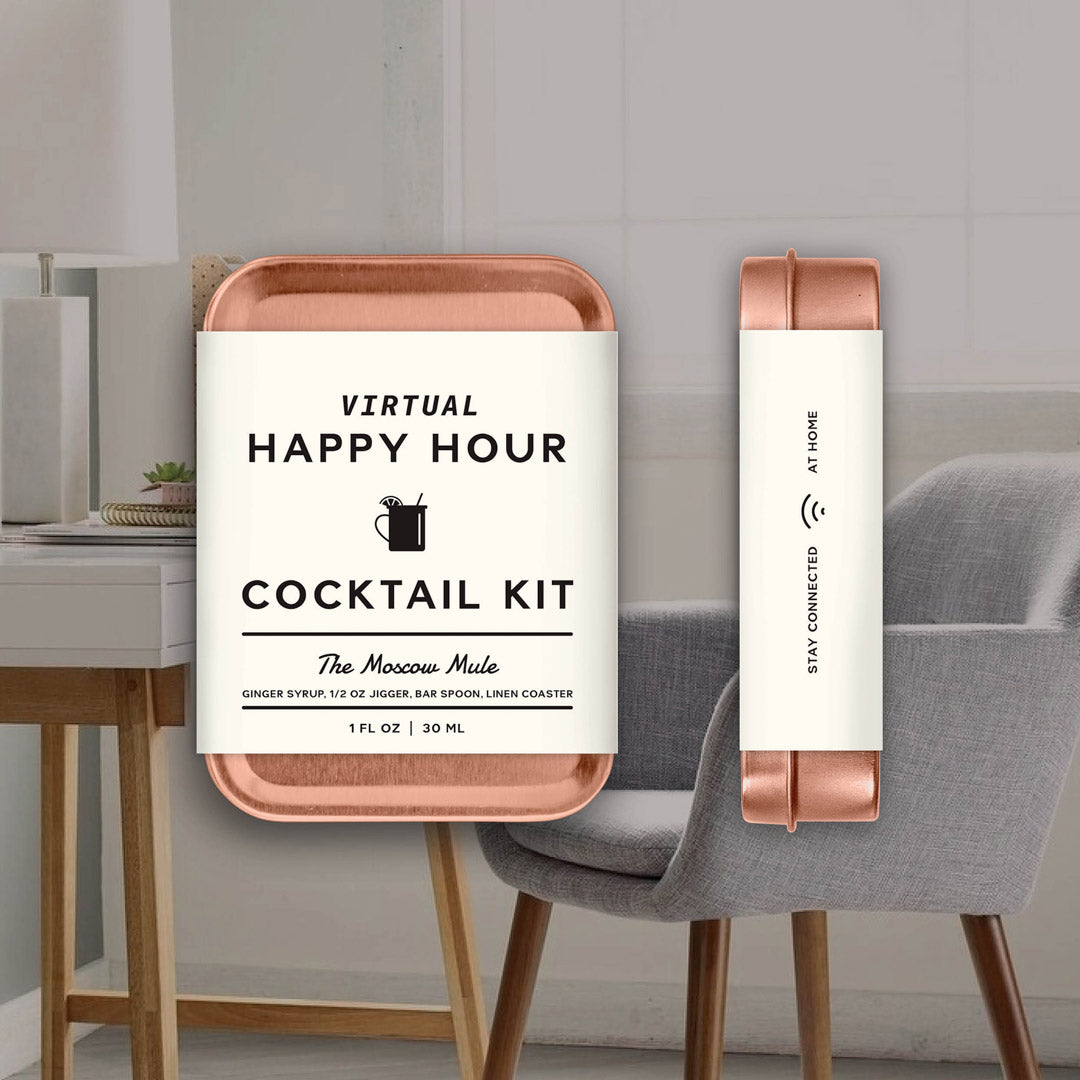 VIRTUAL
HAPPY HOUR
COCKTAIL KIT
The Moscow Mule
GINGER SYRUP, 1/2 OZ JIGGER, BAR SPOON, LINEN COASTER
1 FL OZ | 30 ML
STAY CONNECTED AT HOME